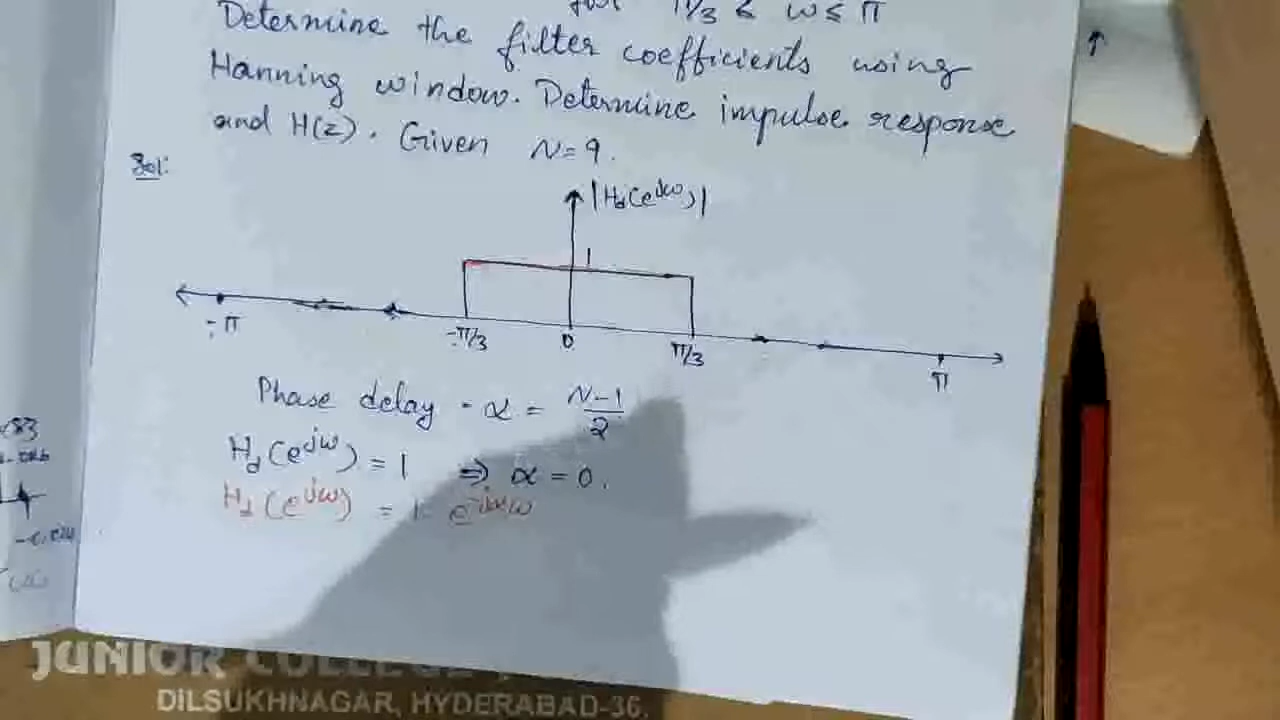 π/3 < ω ≤ π
Determine the filter coefficients using
Hanning window. Determine impulse response
and H(z). Given N=9.
Sol:
|Hd(e^jω)|
1
-π -π/3 0 π/3 π
Phase delay - α = N-1/2
Hd(e^jω) = 1 ⇒ α = 0.
Hd(e^jω) = 1 e^-jαω
JUNIOR COLLEGE
DILSUKHNAGAR, HYDERABAD-36.